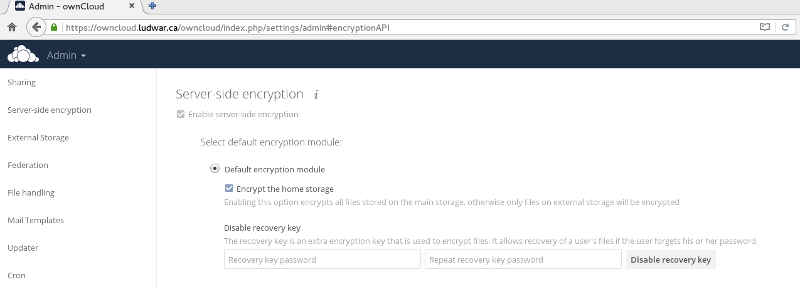 Admin - ownCloud
https://owncloud.ludwar.ca/owncloud/index.php/settings/admin#encryptionAPI
Admin
Sharing
Server-side encryption
External Storage
Federation
File handling
Mail Templates
Updater
Cron
Server-side encryption i
Enable server-side encryption
Select default encryption module:
Default encryption module
Encrypt the home storage
Enabling this option encrypts all files stored on the main storage, otherwise only files on external storage will be encrypted
Disable recovery key
The recovery key is an extra encryption key that is used to encrypt files. It allows recovery of a user's files if the user forgets his or her password.
Recovery key password Repeat recovery key password Disable recovery key